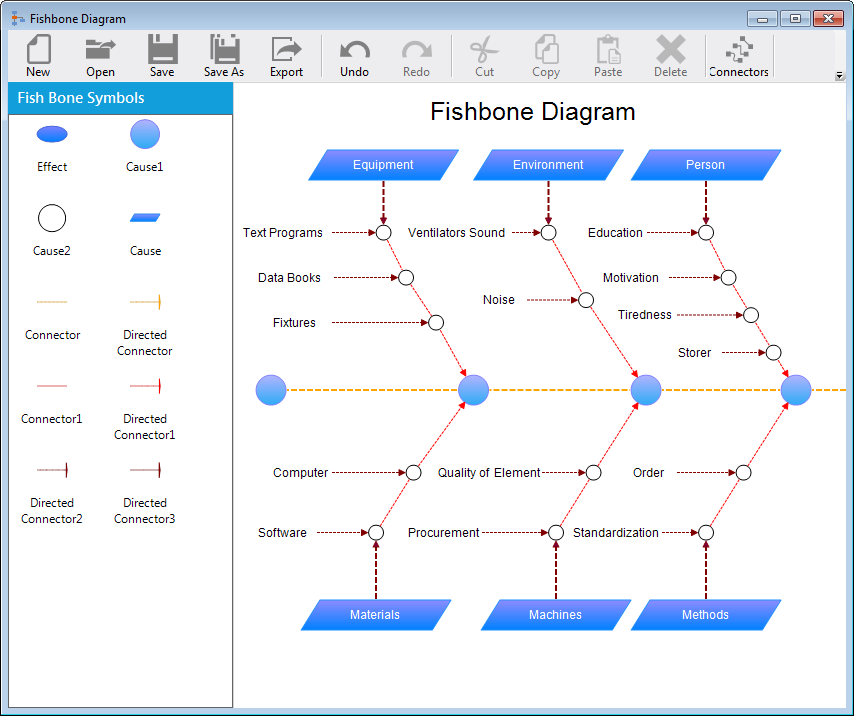 Fishbone Diagram
New Open Save Save As Export Undo Redo Cut Copy Paste Delete Connectors
Fish Bone Symbols
Effect Cause1
Cause2 Cause
Connector Directed
Connector
Connector1 Directed
Connector1
Directed Directed
Connector2 Connector3
Fishbone Diagram
Equipment Environment Person
Text Programs Ventilators Sound Education
Data Books Motivation
Noise
Fixtures Tiredness
Storer
Computer Quality of Element Order
Software Procurement Standardization
Materials Machines Methods